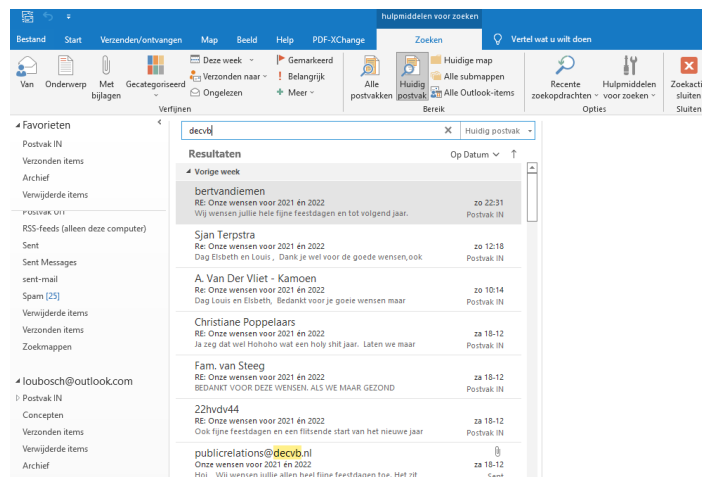 hulpmiddelen voor zoeken
Bestand Start Verzenden/ontvangen Map Beeld Help PDF-XChange Zoeken Vertel wat u wilt doen
Van Onderwerp Met bijlagen Gecategoriseerd
Deze week
Verzonden naar
Ongelezen
Gemarkeerd
Belangrijk
Meer
Verfijnen
Alle postvakken Huidig postvak
Huidige map
Alle submappen
Alle Outlook-items
Bereik
Recente zoekopdrachten Hulpmiddelen voor zoeken
Opties
Zoekacti sluiten
Sluiten
Favorieten
Postvak IN
Verzonden items
Archief
Verwijderde items
Postvak UIT
RSS-feeds (alleen deze computer)
Sent
Sent Messages
sent-mail
Spam [25]
Verwijderde items
Verzonden items
Zoekmappen
loubosch@outlook.com
Postvak IN
Concepten
Verzonden items
Verwijderde items
Archief
decvb Huidig postvak
Resultaten Op Datum
Vorige week
bertvandiemen
RE: Onze wensen voor 2021 én 2022 zo 22:31
Wij wensen jullie hele fijne feestdagen en tot volgend jaar. Postvak IN
Sjan Terpstra
Re: Onze wensen voor 2021 én 2022 zo 12:18
Dag Elsbeth en Louis , Dank je wel voor de goede wensen,ook Postvak IN
A. Van Der Vliet - Kamoen
Re: Onze wensen voor 2021 én 2022 zo 10:14
Dag Louis en Elsbeth, Bedankt voor je goeie wensen maar Postvak IN
Christiane Poppelaars
RE: Onze wensen voor 2021 én 2022 za 18-12
Ja zeg dat wel Hohoho wat een holy shit jaar. Laten we maar Postvak IN
Fam. van Steeg
RE: Onze wensen voor 2021 én 2022 za 18-12
BEDANKT VOOR DEZE WENSEN. ALS WE MAAR GEZOND Postvak IN
22hvdv44
RE: Onze wensen voor 2021 én 2022 za 18-12
Ook fijne feestdagen en een flitsende start van het nieuwe jaar Postvak IN
publicrelations@decvb.nl
Onze wensen voor 2021 én 2022 za 18-12
Hoi, Wij wensen jullie allen heel fijne feestdagen toe. Het zit Sent